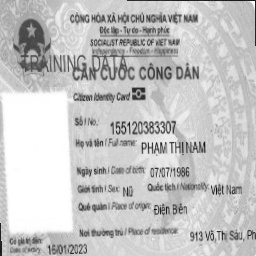 CỘNG HÒA XÃ HỘI CHỦ NGHĨA VIỆT NAM
Độc lập - Tự do - Hạnh phúc
SOCIALIST REPUBLIC OF VIET NAM
Independence - Freedom - Happiness
TRAINING DATA
CĂN CƯỚC CÔNG DÂN
Citizen Identity Card
Số / No.: 155120383307
Họ và tên / Full name:
PHẠM THỊ NAM
Ngày sinh / Date of birth: 07/07/1986
Giới tính / Sex: Nữ Quốc tịch / Nationality: Việt Nam
Quê quán / Place of origin: Điện Biên
Nơi thường trú / Place of residence: 913 Võ Thị Sáu, Ph
Có giá trị đến: 16/01/2023
Date of expiry